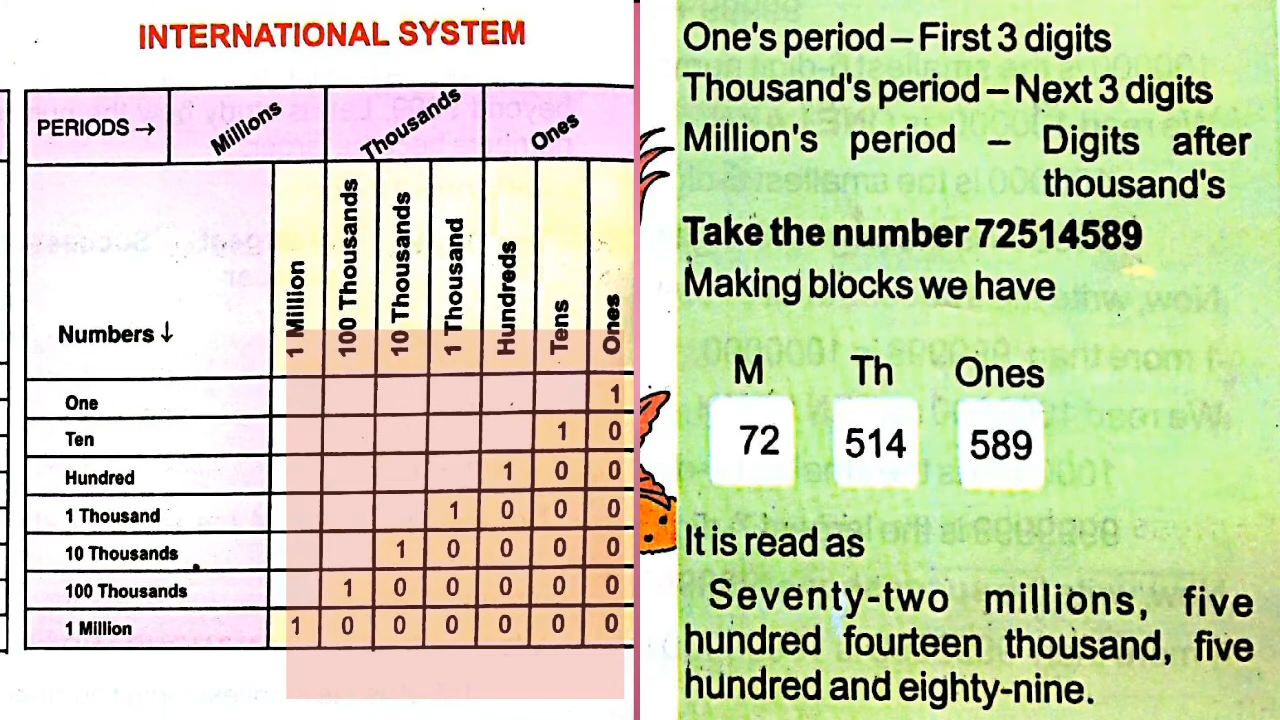 INTERNATIONAL SYSTEM
PERIODS → Millions Thousands Ones
Numbers ↓ 1 Million 100 Thousands 10 Thousands 1 Thousand Hundreds Tens Ones
One 1
Ten 1 0
Hundred 1 0 0
1 Thousand 1 0 0 0
10 Thousands 1 0 0 0 0
100 Thousands 1 0 0 0 0 0
1 Million 1 0 0 0 0 0 0
One's period – First 3 digits
Thousand's period – Next 3 digits
Million's period – Digits after
thousand's
Take the number 72514589
Making blocks we have
M Th Ones
72 514 589
It is read as
Seventy-two millions, five
hundred fourteen thousand, five
hundred and eighty-nine.